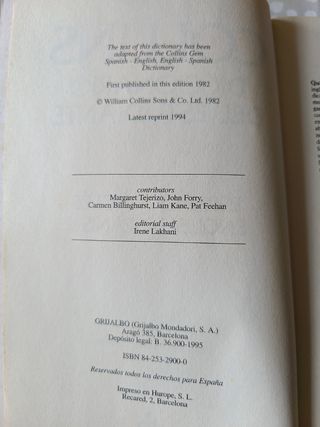 The text of this dictionary has been
adapted from the Collins Gem
Spanish - English, English - Spanish
Dictionary
First published in this edition 1982
© William Collins Sons & Co. Ltd. 1982
Latest reprint 1994
contributors
Margaret Tejerizo, John Forry,
Carmen Billinghurst, Liam Kane, Pat Feehan
editorial staff
Irene Lakhani
GRIJALBO (Grijalbo Mondadori, S. A.)
Aragó 385, Barcelona
Depósito legal: B. 36.900-1995
ISBN 84-253-2900-0
Reservados todos los derechos para España
Impreso en Hurope, S. L.
Recared, 2, Barcelona